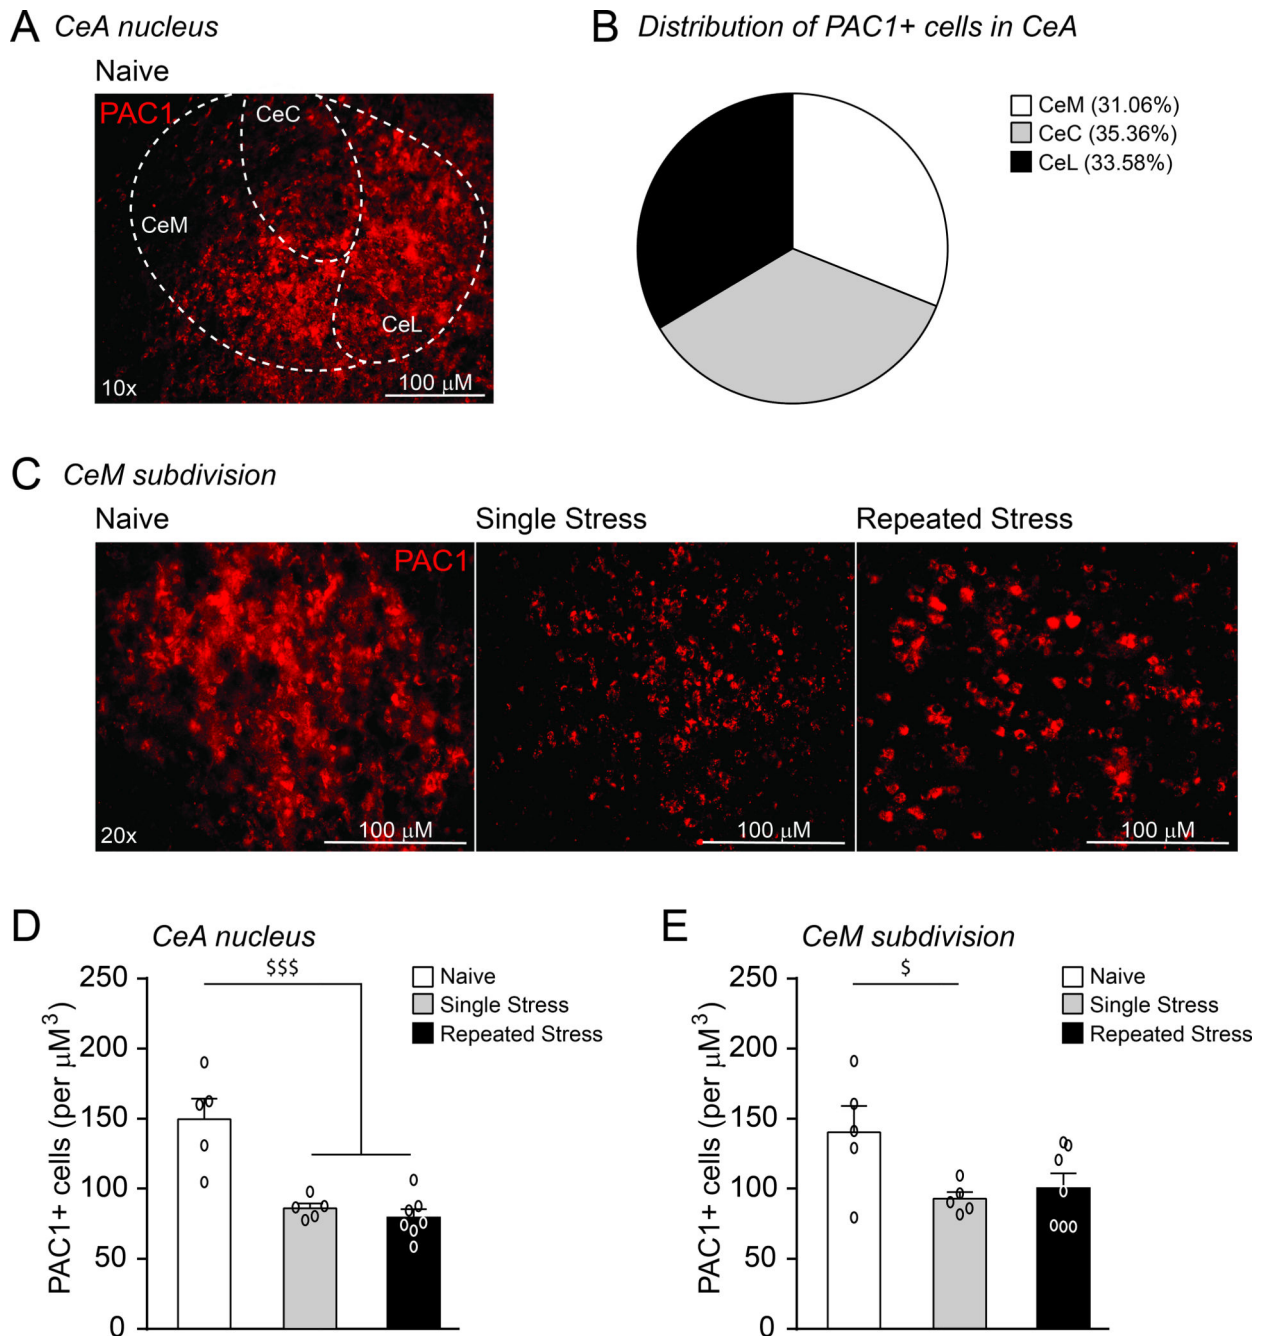 A CeA nucleus
Naive
PAC1
CeC
CeM
CeL
10x
100 µM
B Distribution of PAC1+ cells in CeA
CeM (31.06%)
CeC (35.36%)
CeL (33.58%)
C CeM subdivision
Naive
Single Stress
Repeated Stress
PAC1
20x
100 µM
100 µM
100 µM
D CeA nucleus
$$$
Naive
Single Stress
Repeated Stress
PAC1+ cells (per µM³)
250
200
150
100
50
0
E CeM subdivision
$
Naive
Single Stress
Repeated Stress
PAC1+ cells (per µM³)
250
200
150
100
50
0